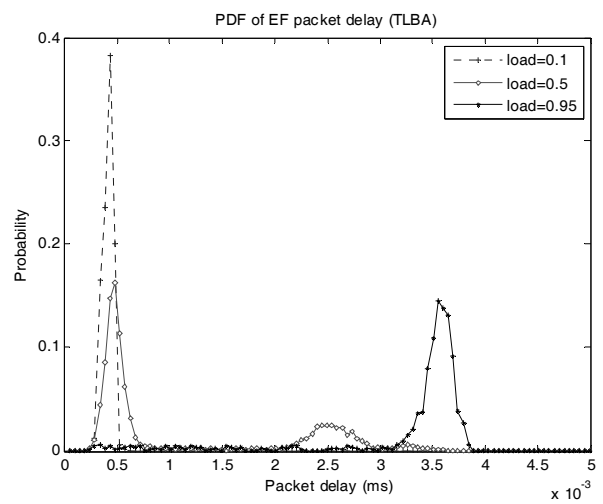 PDF of EF packet delay (TLBA)
0.4
0.3
0.2
0.1
0
Probability
load=0.1
load=0.5
load=0.95
0 0.5 1 1.5 2 2.5 3 3.5 4 4.5 5
Packet delay (ms)
x 10⁻³